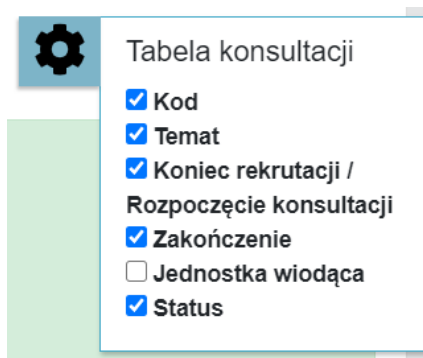 Tabela konsultacji
Kod
Temat
Koniec rekrutacji /
Rozpoczęcie konsultacji
Zakończenie
Jednostka wiodąca
Status